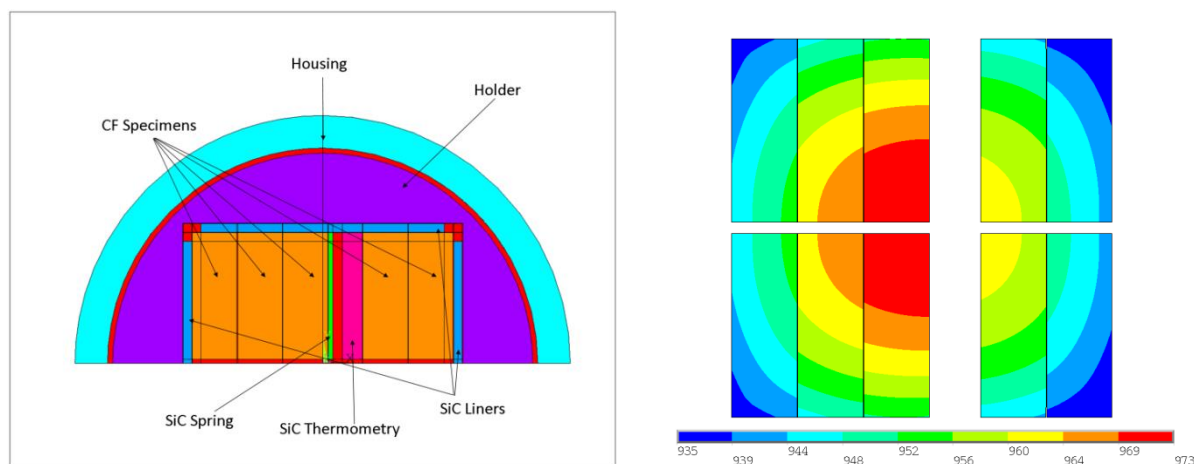 Housing
Holder
CF Specimens
SiC Spring
SiC Thermometry
SiC Liners
935 939 944 948 952 956 960 964 969 973